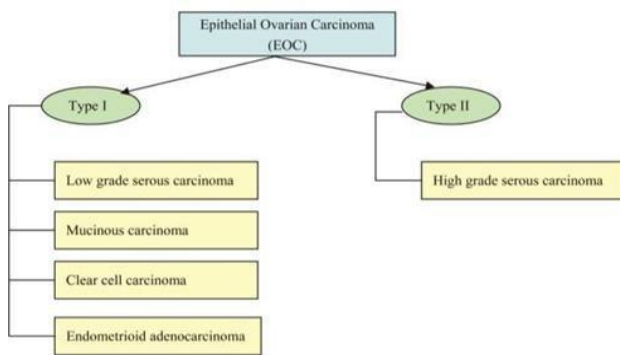 Epithelial Ovarian Carcinoma
(EOC)
Type I
Type II
Low grade serous carcinoma
High grade serous carcinoma
Mucinous carcinoma
Clear cell carcinoma
Endometrioid adenocarcinoma